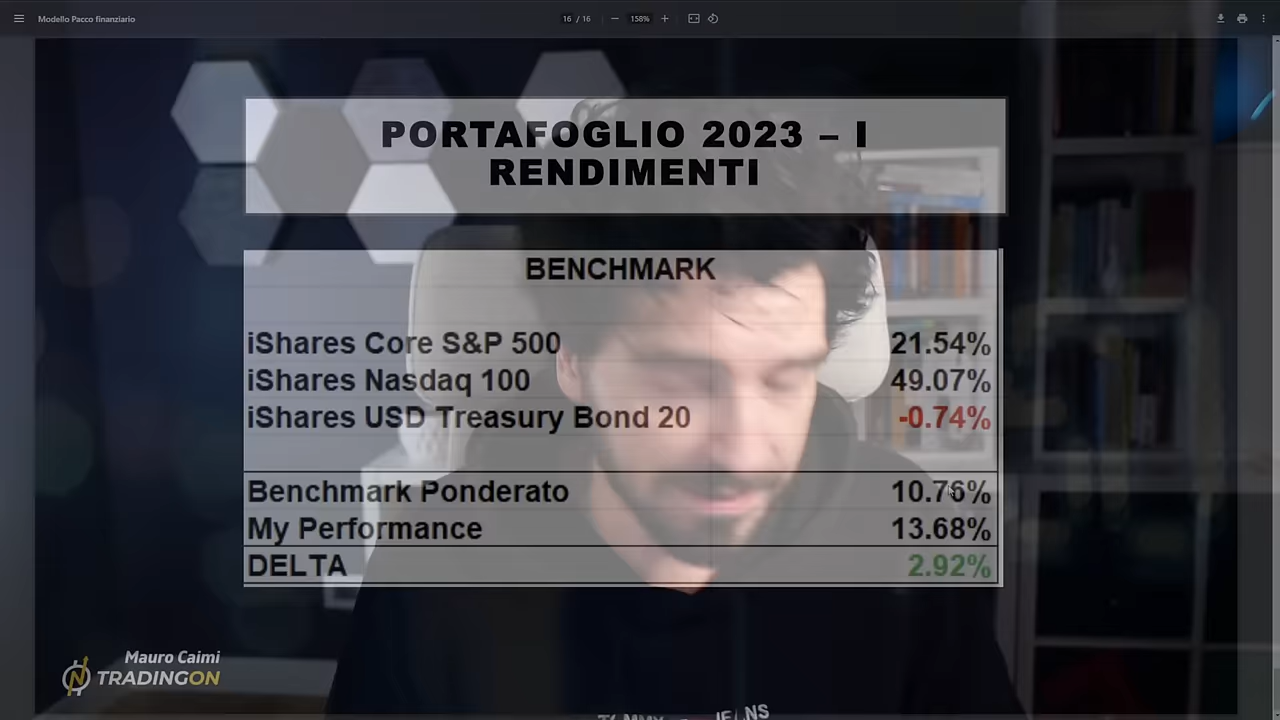 Modello Pacco finanziario
16 / 16
158%
PORTAFOGLIO 2023 – I
RENDIMENTI
BENCHMARK
iShares Core S&P 500 21.54%
iShares Nasdaq 100 49.07%
iShares USD Treasury Bond 20 -0.74%
Benchmark Ponderato 10.76%
My Performance 13.68%
DELTA 2.92%
Mauro Caimi
TRADINGON
JEANS